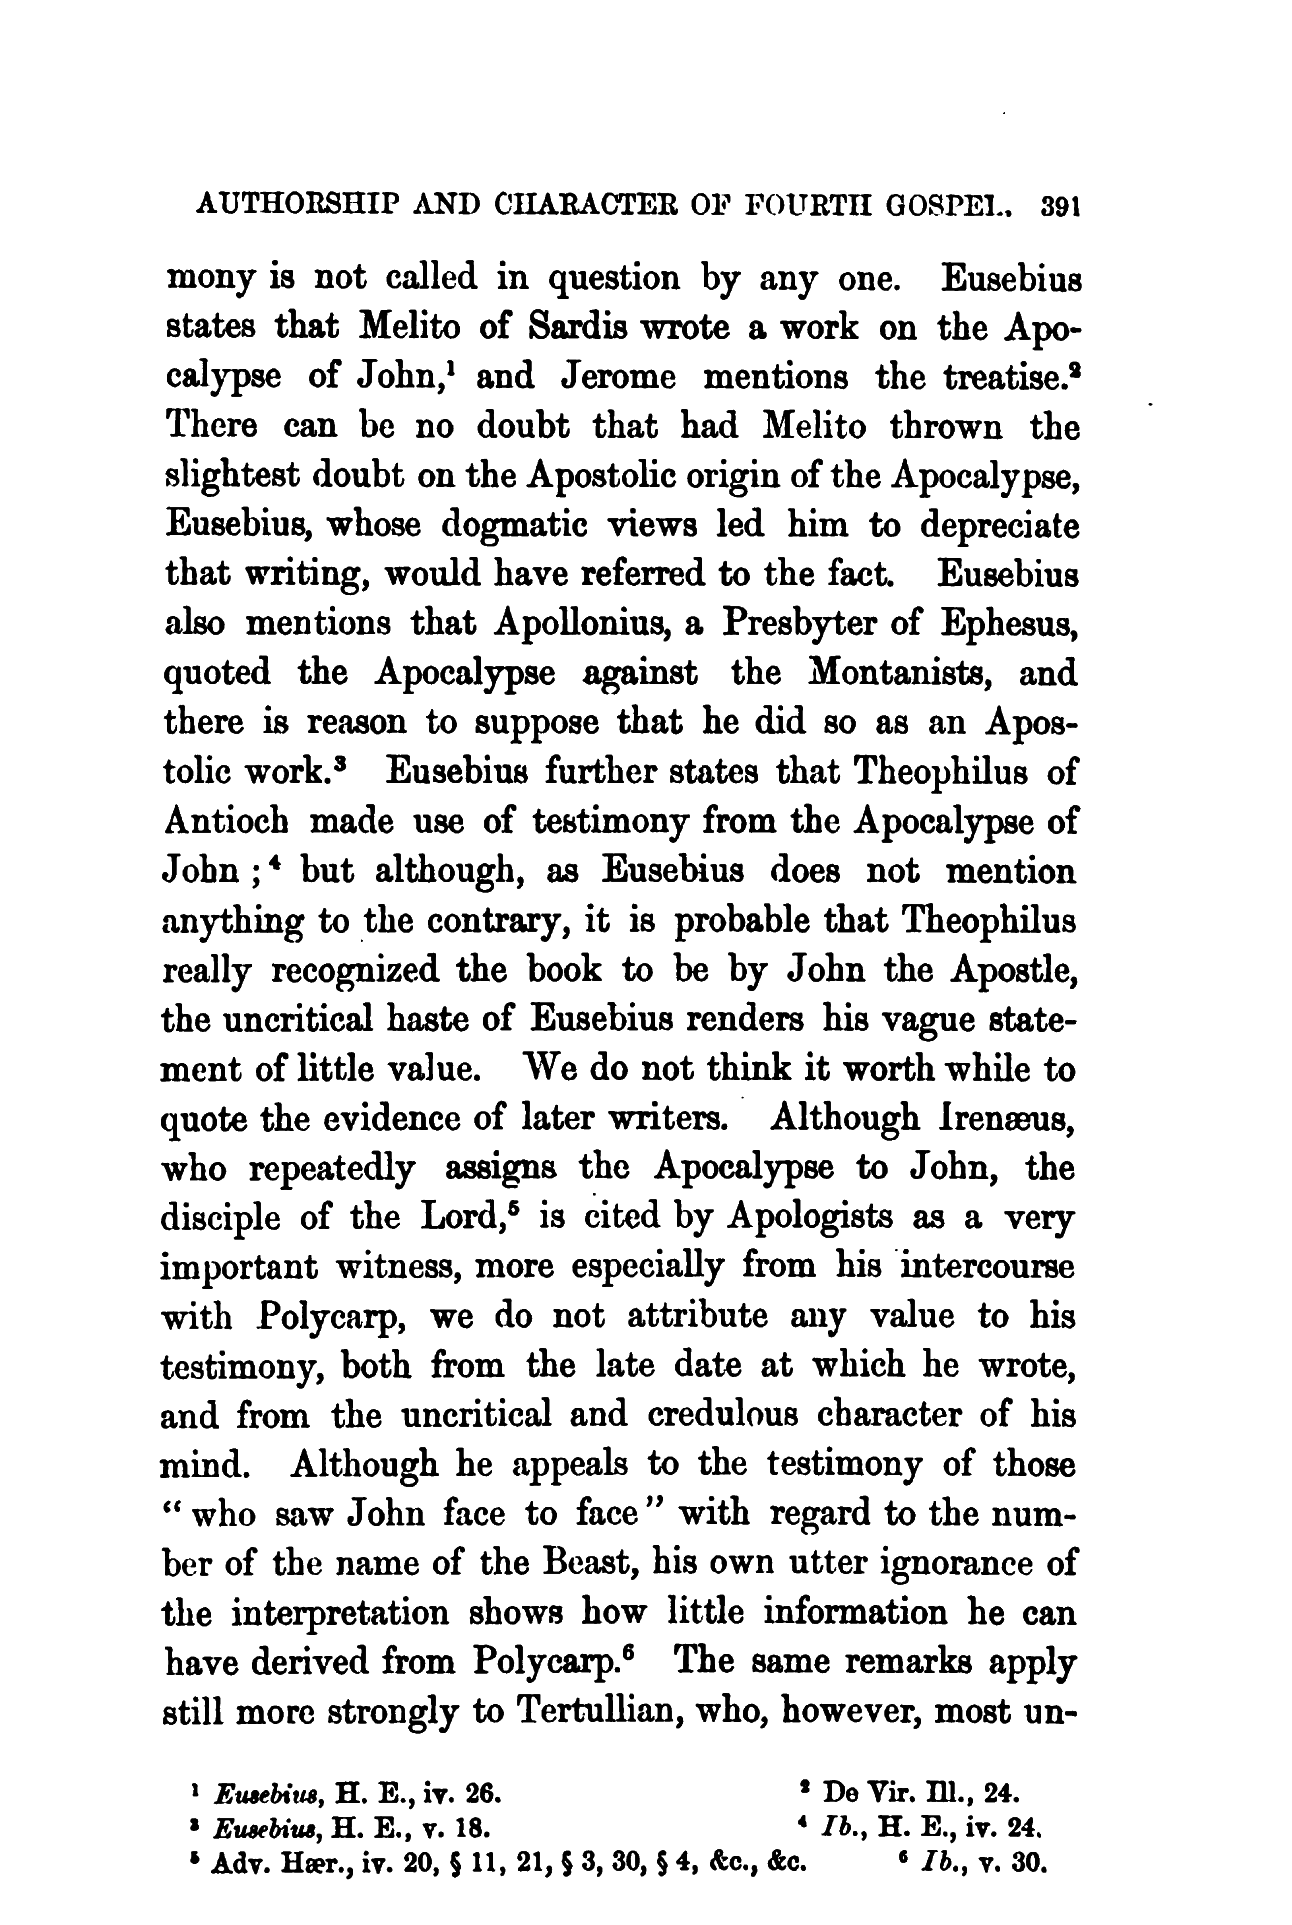 AUTHORSHIP AND CHARACTER OF FOURTH GOSPEL. 391
mony is not called in question by any one. Eusebius
states that Melito of Sardis wrote a work on the Apo-
calypse of John,¹ and Jerome mentions the treatise.²
There can be no doubt that had Melito thrown the
slightest doubt on the Apostolic origin of the Apocalypse,
Eusebius, whose dogmatic views led him to depreciate
that writing, would have referred to the fact. Eusebius
also mentions that Apollonius, a Presbyter of Ephesus,
quoted the Apocalypse against the Montanists, and
there is reason to suppose that he did so as an Apos-
tolic work.³ Eusebius further states that Theophilus of
Antioch made use of testimony from the Apocalypse of
John ;⁴ but although, as Eusebius does not mention
anything to the contrary, it is probable that Theophilus
really recognized the book to be by John the Apostle,
the uncritical haste of Eusebius renders his vague state-
ment of little value. We do not think it worth while to
quote the evidence of later writers. Although Irenæus,
who repeatedly assigns the Apocalypse to John, the
disciple of the Lord,⁵ is cited by Apologists as a very
important witness, more especially from his intercourse
with Polycarp, we do not attribute any value to his
testimony, both from the late date at which he wrote,
and from the uncritical and credulous character of his
mind. Although he appeals to the testimony of those
“who saw John face to face” with regard to the num-
ber of the name of the Beast, his own utter ignorance of
the interpretation shows how little information he can
have derived from Polycarp.⁶ The same remarks apply
still more strongly to Tertullian, who, however, most un-
¹ Eusebius, H. E., iv. 26. ² De Vir. Ill., 24.
³ Eusebius, H. E., v. 18. ⁴ Ib., H. E., iv. 24.
⁵ Adv. Hær., iv. 20, § 11, 21, § 3, 30, § 4, &c., &c. ⁶ Ib., v. 30.